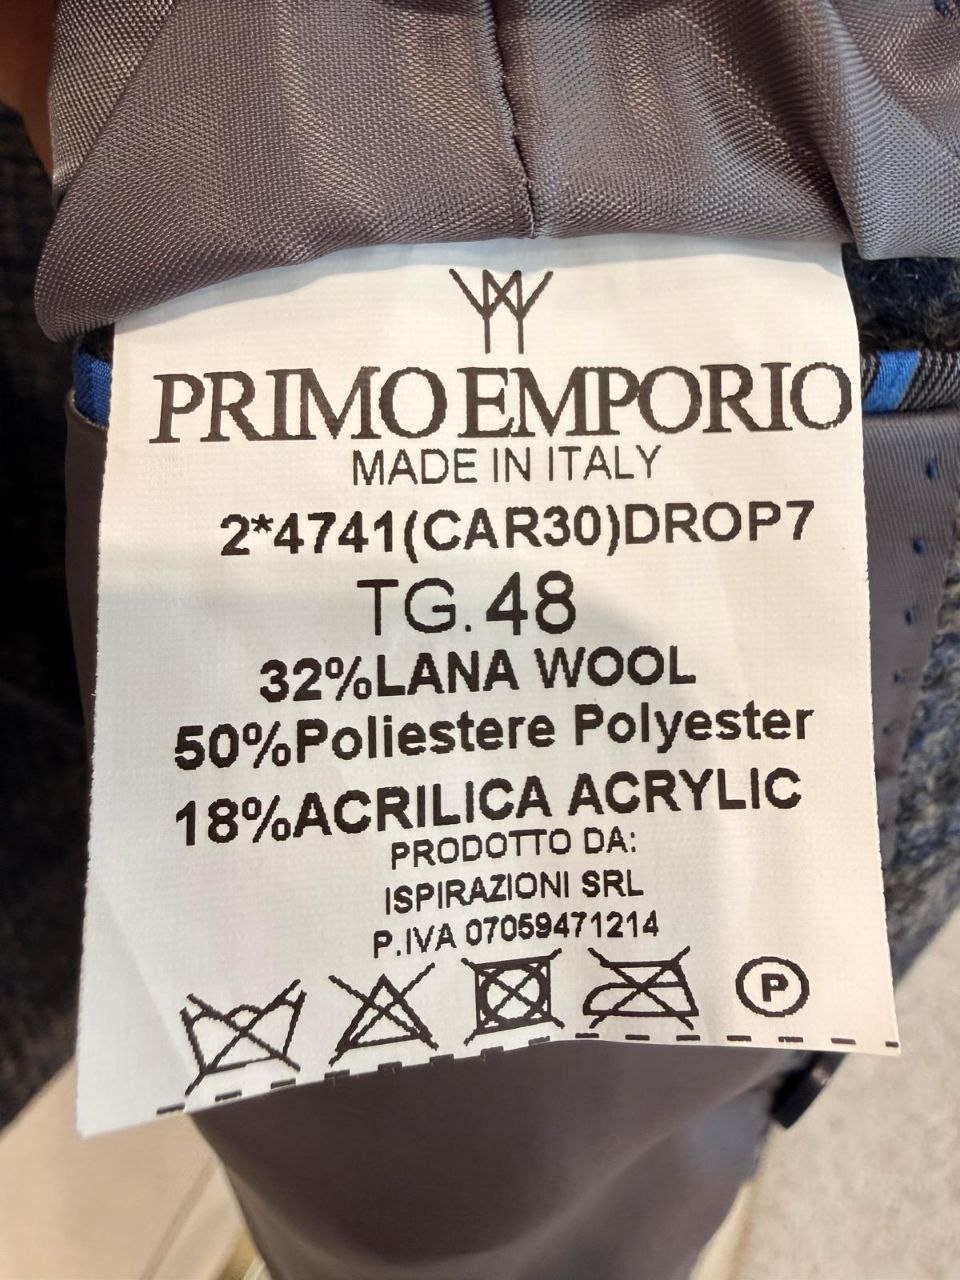 PRIMO EMPORIO
MADE IN ITALY
2*4741(CAR30)DROP7
TG. 48
32%LANA WOOL
50%Poliestere Polyester
18%ACRILICA ACRYLIC
PRODOTTO DA:
ISPIRAZIONI SRL
P.IVA 07059471214
P